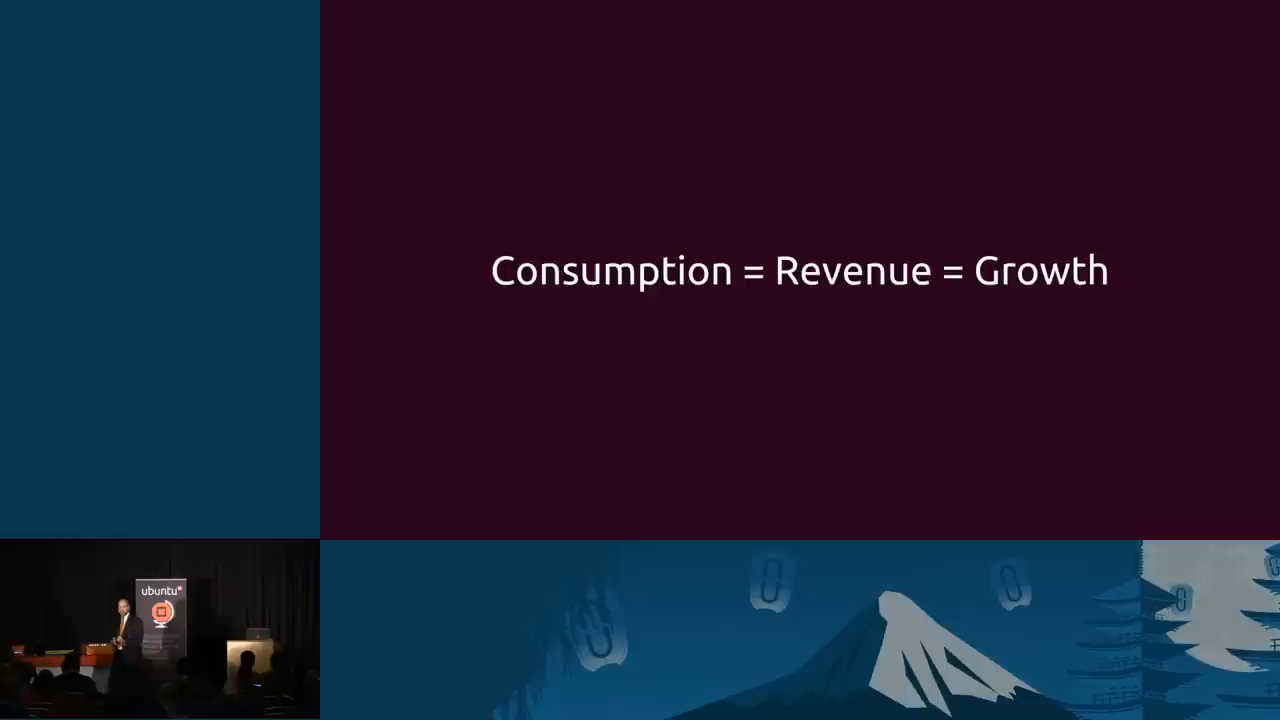 Consumption = Revenue = Growth
ubuntu